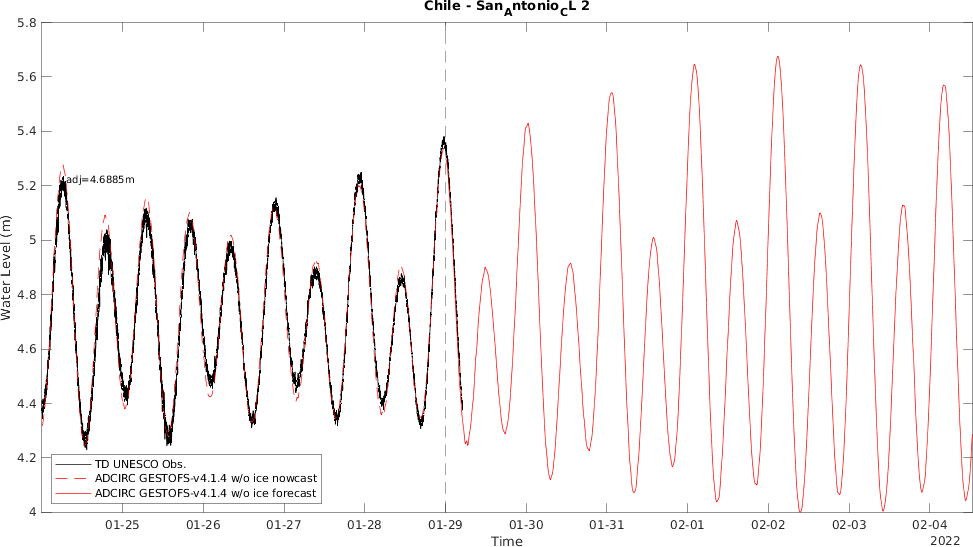 Chile - San_Antonio_CL 2
5.8
5.6
5.4
5.2
5
4.8
4.6
4.4
4.2
4
Water Level (m)
adj=4.6885m
TD UNESCO Obs.
ADCIRC GESTOFS-v4.1.4 w/o ice nowcast
ADCIRC GESTOFS-v4.1.4 w/o ice forecast
01-25 01-26 01-27 01-28 01-29 01-30 01-31 02-01 02-02 02-03 02-04
Time
2022